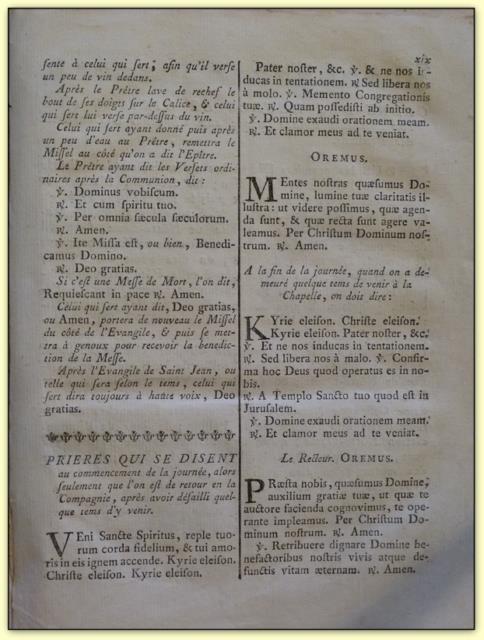 xix
sente à celui qui sert, afin qu'il verse
un peu de vin dedans.
Après le Prêtre lave de rechef le
bout de ses doigts sur le Calice, & celui
qui sert lui verse par-dessus du vin.
Celui qui sert ayant donné puis après
un peu d'eau au Prêtre, remettra le
Missel au côté qu'on a dit l'Epître.
Le Prêtre ayant dit les Versets ordi-
naires après la Communion, dit :
℣. Dominus vobiscum.
℟. Et cum spiritu tuo.
℣. Per omnia sæcula sæculorum.
℟. Amen.
℣. Ite Missa est, ou bien, Benedi-
camus Domino.
℟. Deo gratias.
Si c'est une Messe de Mort, l'on dit,
Requiescant in pace ℟. Amen.
Celui qui sert ayant dit, Deo gratias,
ou Amen, portera de nouveau le Missel
du côté de l'Evangile, & puis se met-
tra à genoux pour recevoir la benedic-
tion de la Messe.
Après l'Evangile de Saint Jean, ou
telle qui sera selon le tems, celui qui
sert dira toujours à haute voix, Deo
gratias.
PRIERES QUI SE DISENT
au commencement de la journée, alors
seulement que l'on est de retour en la
Compagnie, après avoir désailli quel-
que tems d'y venir.
VEni Sancte Spiritus, reple tuo-
rum corda fidelium, & tui amo-
ris in eis ignem accende. Kyrie eleison.
Christe eleison. Kyrie eleison.
Pater noster, &c. ℣. & ne nos in-
ducas in tentationem. ℟ Sed libera nos
à molo. ℣. Memento Congregationis
tuæ. ℟. Quam possedisti ab initio.
℣. Domine exaudi orationem meam.
℟. Et clamor meus ad te veniat.
OREMUS.
MEntes nostras quæsumus Do-
mine, lumine tuæ claritatis il-
lustra : ut videre possimus, quæ agen-
da sunt, & quæ recta sunt agere va-
leamus. Per Christum Dominum nos-
trum. ℟. Amen.
A la fin de la journée, quand on a de-
meuré quelque tems de venir à la
Chapelle, on dois dire :
KYrie eleison. Christe eleison.
Kyrie eleison. Pater noster, &c.
℣. Et ne nos inducas in tentationem.
℟. Sed libera nos à malo. ℣. Confir-
ma hoc Deus quod operatus es in no-
bis.
℟. A Templo Sancto tuo quod est in
Jerusalem.
℣. Domine exaudi orationem meam.
℟. Et clamor meus ad te veniat.
Le Recteur. OREMUS.
PRæsta nobis, quæsumus Domine,
auxilium gratiæ tuæ, ut quæ te
auctore facienda cognovimus, te ope-
rante impleamus. Per Christum Do-
minum nostrum. ℟. Amen.
℣. Retribuere dignare Domine be-
nefactoribus nostris vivis atque de-
functis vitam æternam. ℟. Amen.